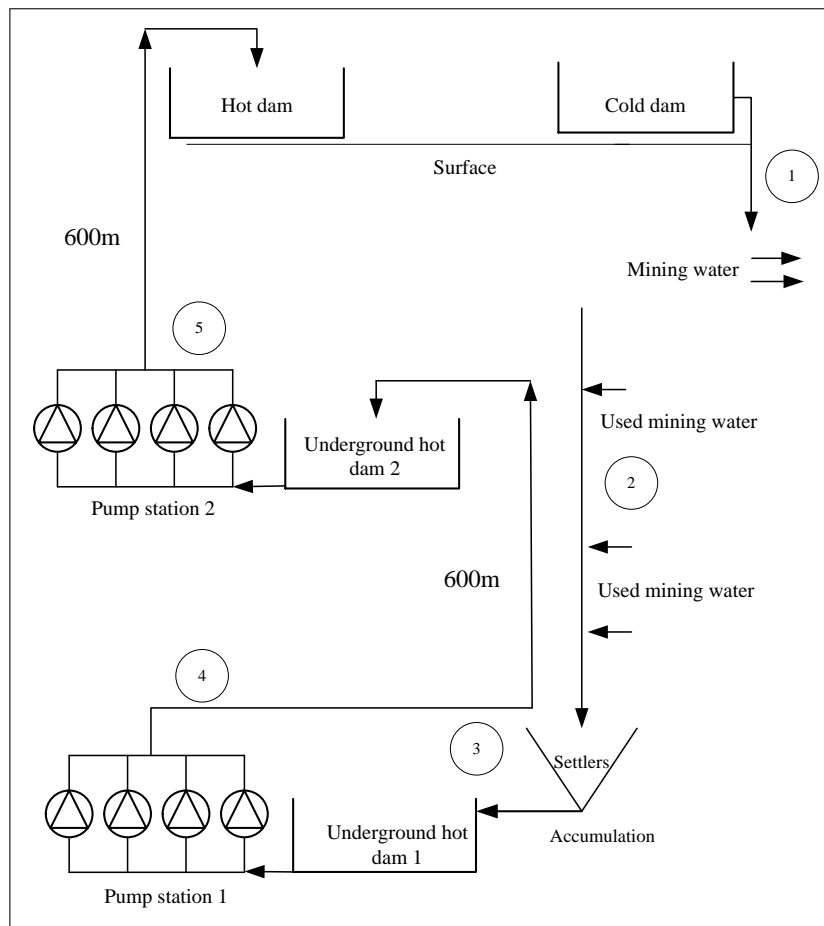 Hot dam
Cold dam
Surface
1
600m
Mining water
5
Used mining water
Underground hot
dam 2
2
Pump station 2
600m
Used mining water
4
3
Settlers
Underground hot
dam 1
Accumulation
Pump station 1